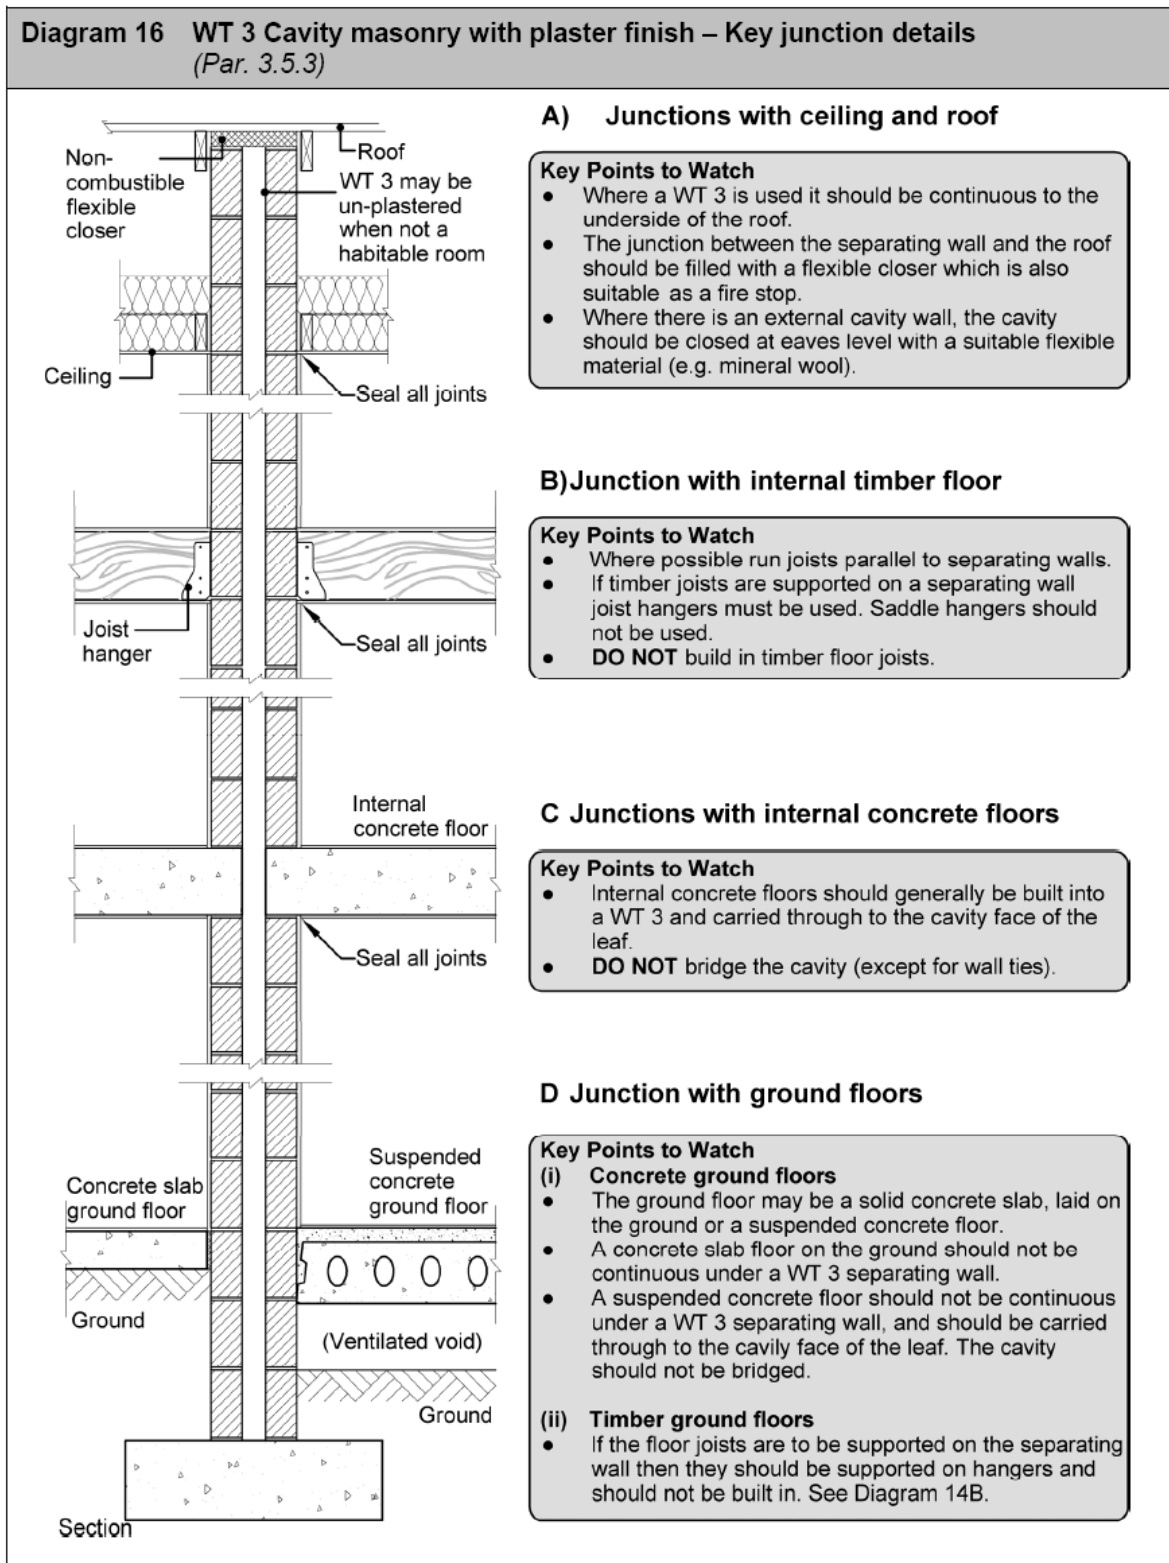 Diagram 16 WT 3 Cavity masonry with plaster finish – Key junction details
(Par. 3.5.3)
Non-
combustible
flexible
closer
Roof
WT 3 may be
un-plastered
when not a
habitable room
Ceiling
Seal all joints
Joist
hanger
Seal all joints
Internal
concrete floor
Seal all joints
Concrete slab
ground floor
Suspended
concrete
ground floor
Ground
(Ventilated void)
Ground
Section
A) Junctions with ceiling and roof
Key Points to Watch
● Where a WT 3 is used it should be continuous to the
underside of the roof.
● The junction between the separating wall and the roof
should be filled with a flexible closer which is also
suitable as a fire stop.
● Where there is an external cavity wall, the cavity
should be closed at eaves level with a suitable flexible
material (e.g. mineral wool).
B)Junction with internal timber floor
Key Points to Watch
● Where possible run joists parallel to separating walls.
● If timber joists are supported on a separating wall
joist hangers must be used. Saddle hangers should
not be used.
● DO NOT build in timber floor joists.
C Junctions with internal concrete floors
Key Points to Watch
● Internal concrete floors should generally be built into
a WT 3 and carried through to the cavity face of the
leaf.
● DO NOT bridge the cavity (except for wall ties).
D Junction with ground floors
Key Points to Watch
(i) Concrete ground floors
● The ground floor may be a solid concrete slab, laid on
the ground or a suspended concrete floor.
● A concrete slab floor on the ground should not be
continuous under a WT 3 separating wall.
● A suspended concrete floor should not be continuous
under a WT 3 separating wall, and should be carried
through to the cavily face of the leaf. The cavity
should not be bridged.
(ii) Timber ground floors
● If the floor joists are to be supported on the separating
wall then they should be supported on hangers and
should not be built in. See Diagram 14B.